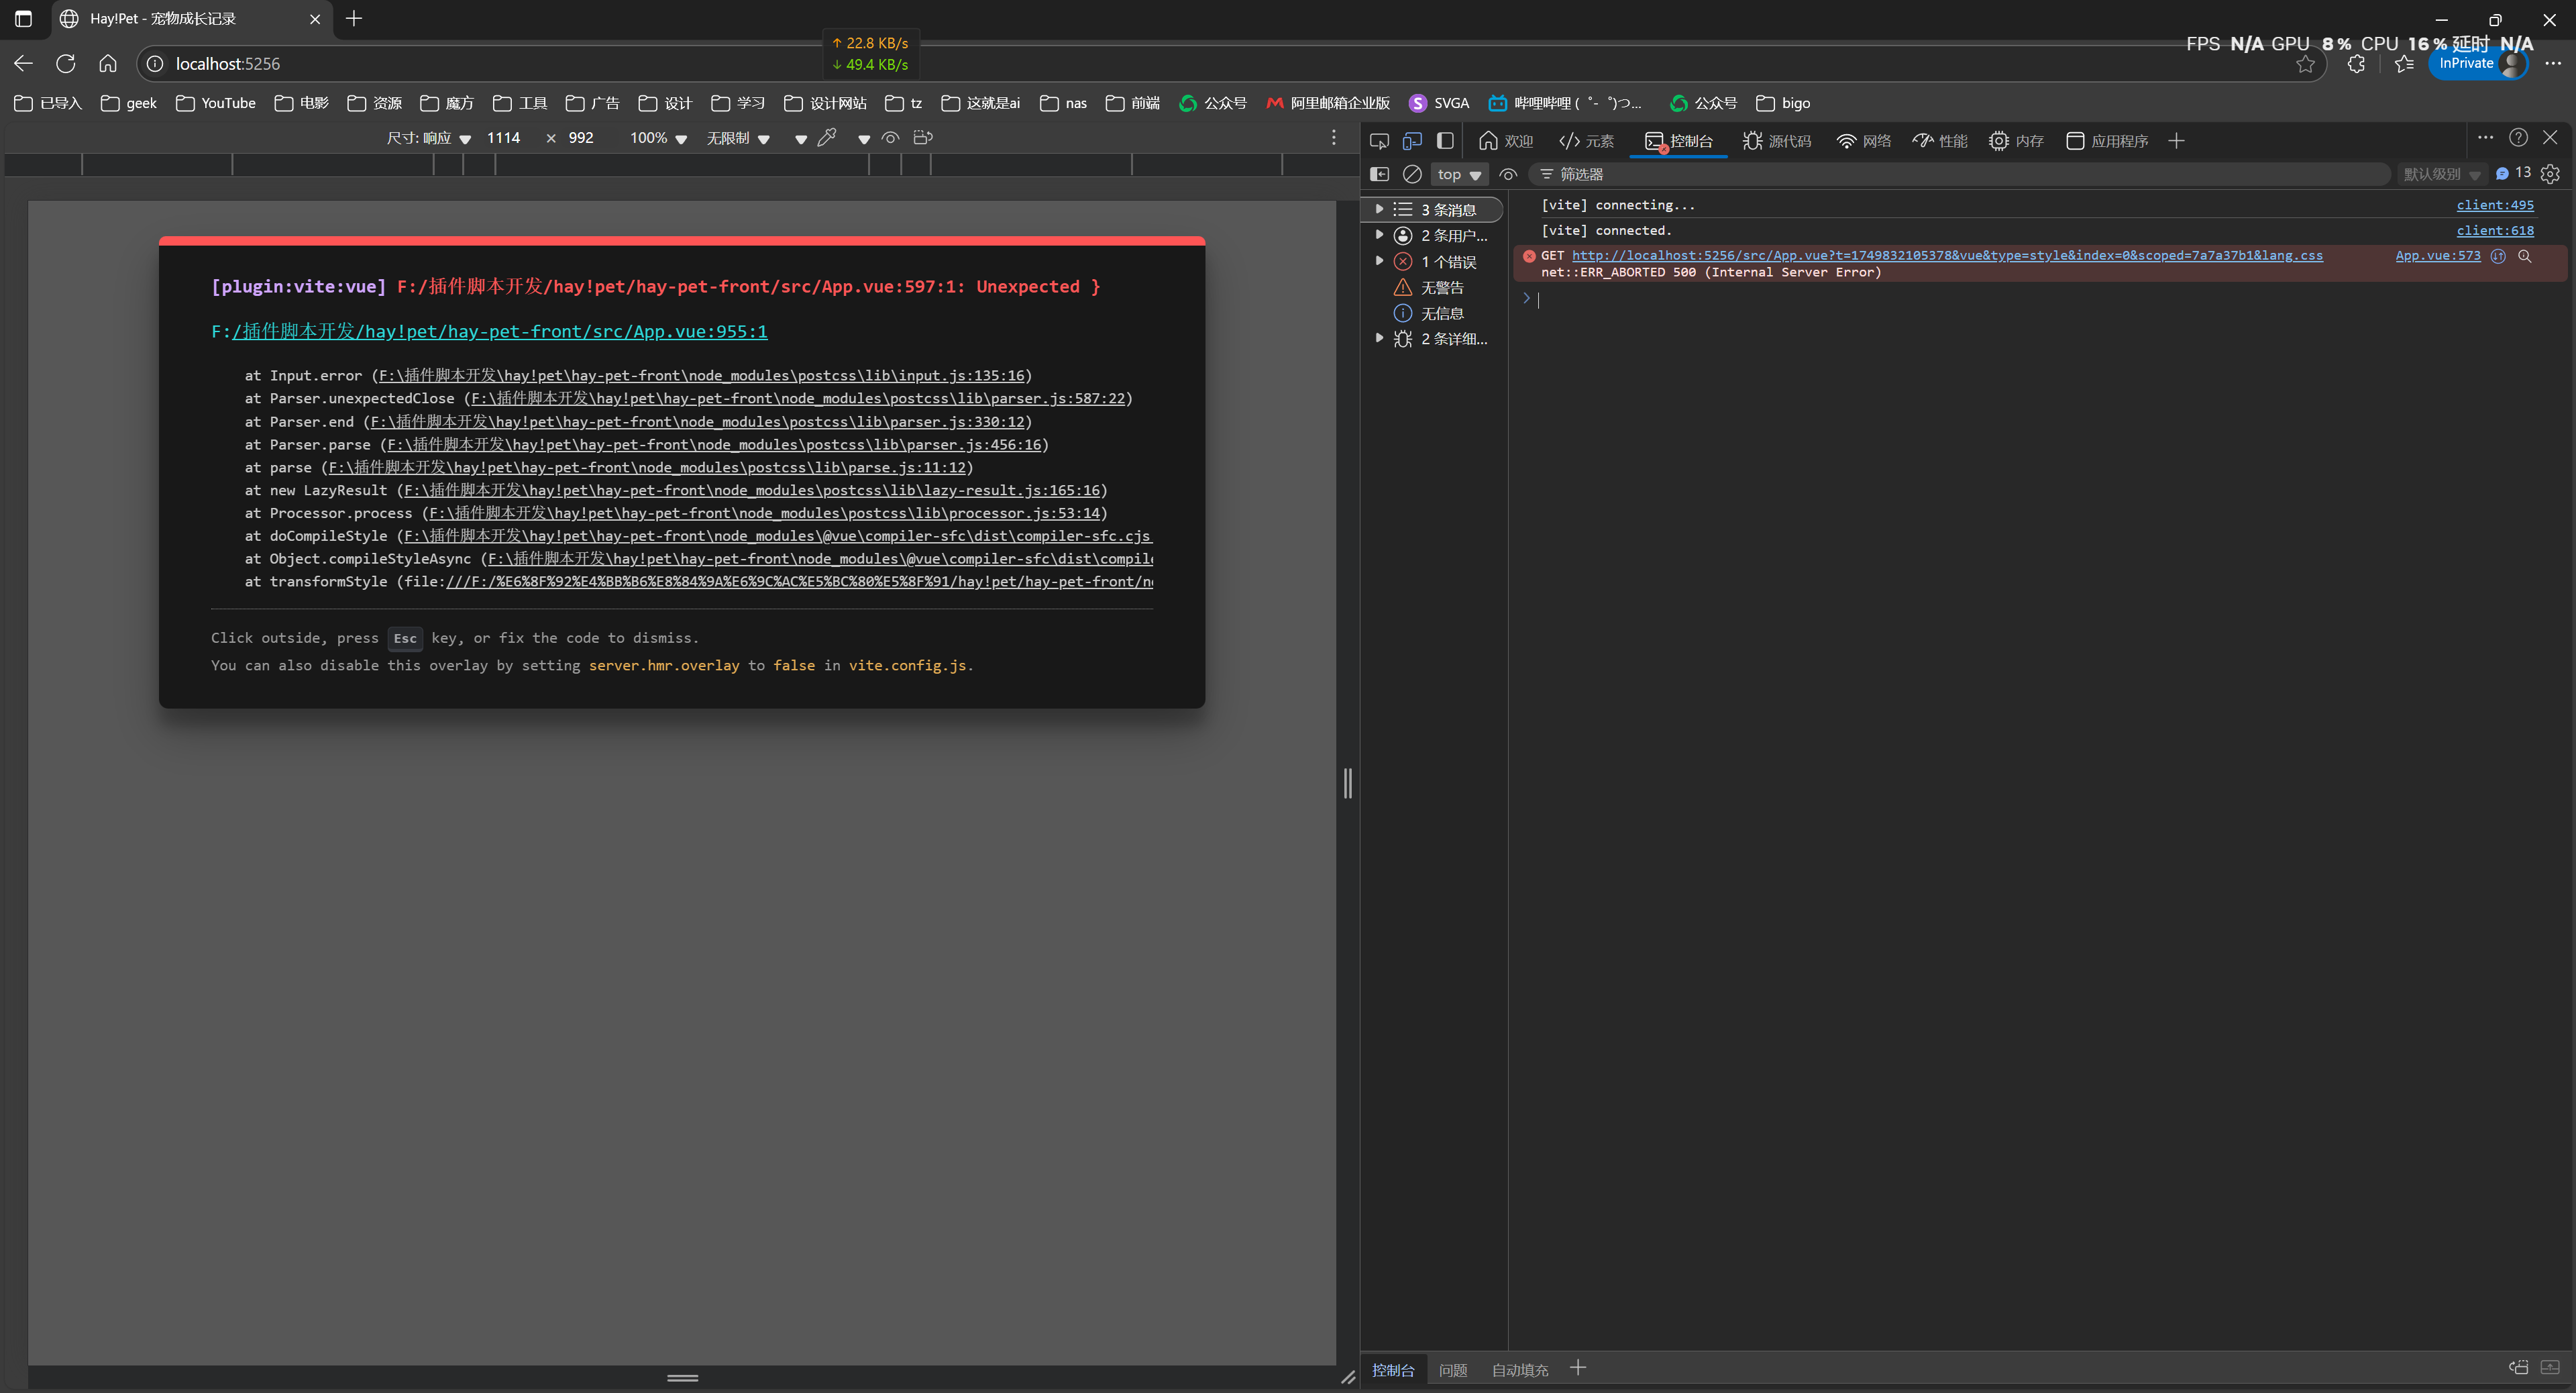 Hay!Pet - 宠物成长记录
↑ 22.8 KB/s
↓ 49.4 KB/s
FPS N/A GPU 8% CPU 16% 延时 N/A
localhost:5256
InPrivate
已导入 geek YouTube 电影 资源 魔方 工具 广告 设计 学习 设计网站 tz 这就是ai nas 前端 公众号 阿里邮箱企业版 SVGA 哔哩哔哩 ( ゜- ゜)つ... 公众号 bigo
尺寸: 响应 1114 × 992 100% 无限制
[plugin:vite:vue] F:/插件脚本开发/hay!pet/hay-pet-front/src/App.vue:597:1: Unexpected }
F:/插件脚本开发/hay!pet/hay-pet-front/src/App.vue:955:1
at Input.error (F:\插件脚本开发\hay!pet\hay-pet-front\node_modules\postcss\lib\input.js:135:16)
at Parser.unexpectedClose (F:\插件脚本开发\hay!pet\hay-pet-front\node_modules\postcss\lib\parser.js:587:22)
at Parser.end (F:\插件脚本开发\hay!pet\hay-pet-front\node_modules\postcss\lib\parser.js:330:12)
at Parser.parse (F:\插件脚本开发\hay!pet\hay-pet-front\node_modules\postcss\lib\parser.js:456:16)
at parse (F:\插件脚本开发\hay!pet\hay-pet-front\node_modules\postcss\lib\parse.js:11:12)
at new LazyResult (F:\插件脚本开发\hay!pet\hay-pet-front\node_modules\postcss\lib\lazy-result.js:165:16)
at Processor.process (F:\插件脚本开发\hay!pet\hay-pet-front\node_modules\postcss\lib\processor.js:53:14)
at doCompileStyle (F:\插件脚本开发\hay!pet\hay-pet-front\node_modules\@vue\compiler-sfc\dist\compiler-sfc.cjs.
at Object.compileStyleAsync (F:\插件脚本开发\hay!pet\hay-pet-front\node_modules\@vue\compiler-sfc\dist\compile
at transformStyle (file:///F:/%E6%8F%92%E4%BB%B6%E8%84%9A%E6%9C%AC%E5%BC%80%E5%8F%91/hay!pet/hay-pet-front/no
Click outside, press Esc key, or fix the code to dismiss.
You can also disable this overlay by setting server.hmr.overlay to false in vite.config.js.
欢迎 元素 控制台 源代码 网络 性能 内存 应用程序
top 筛选器 默认级别 13
3 条消息
2 条用户...
1 个错误
无警告
无信息
2 条详细...
[vite] connecting... client:495
[vite] connected. client:618
GET http://localhost:5256/src/App.vue?t=1749832105378&vue&type=style&index=0&scoped=7a7a37b1&lang.css App.vue:573
net::ERR_ABORTED 500 (Internal Server Error)
控制台 问题 自动填充